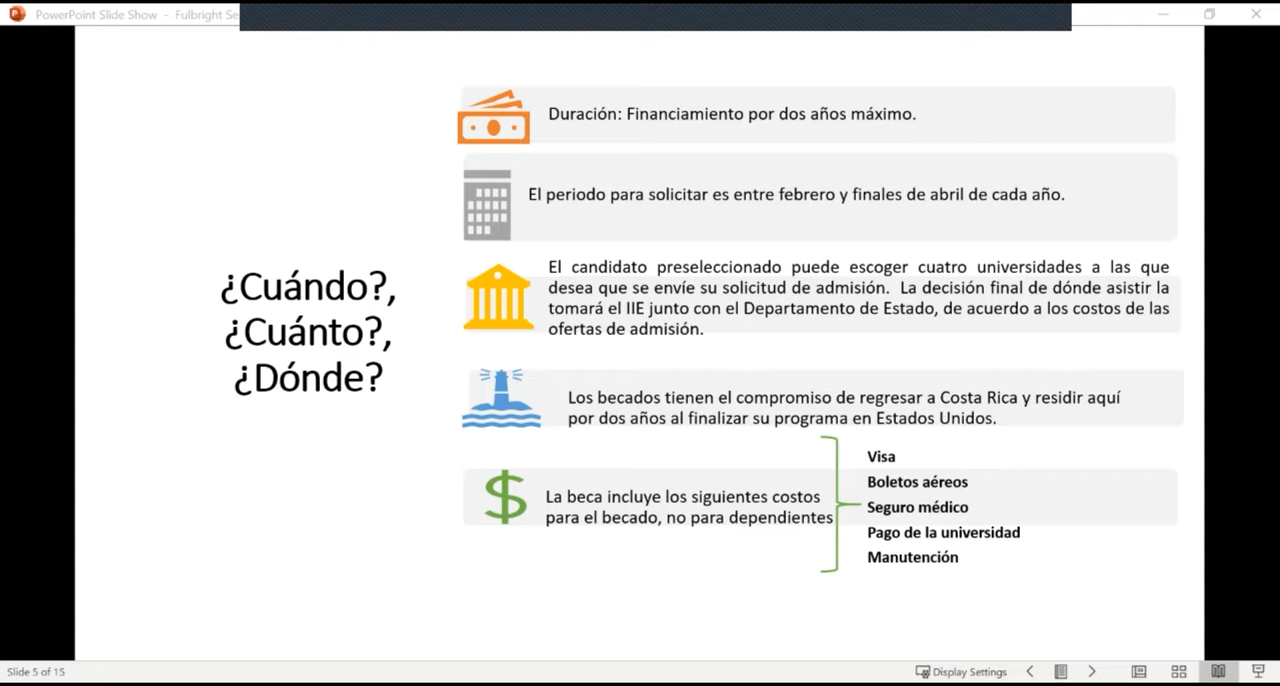 PowerPoint Slide Show - Fulbright Se
Duración: Financiamiento por dos años máximo.
El periodo para solicitar es entre febrero y finales de abril de cada año.
¿Cuándo?,
¿Cuánto?,
¿Dónde?
El candidato preseleccionado puede escoger cuatro universidades a las que
desea que se envíe su solicitud de admisión. La decisión final de dónde asistir la
tomará el IIE junto con el Departamento de Estado, de acuerdo a los costos de las
ofertas de admisión.
Los becados tienen el compromiso de regresar a Costa Rica y residir aquí
por dos años al finalizar su programa en Estados Unidos.
La beca incluye los siguientes costos
para el becado, no para dependientes
Visa
Boletos aéreos
Seguro médico
Pago de la universidad
Manutención
Slide 5 of 15
Display Settings